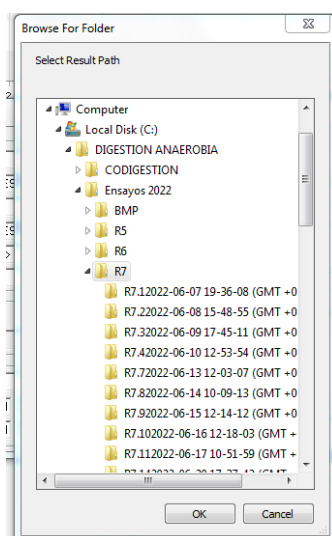 Browse For Folder
Select Result Path
Computer
Local Disk (C:)
DIGESTION ANAEROBIA
CODIGESTION
Ensayos 2022
BMP
R5
R6
R7
R7.12022-06-07 19-36-08 (GMT +0
R7.22022-06-08 15-48-55 (GMT +0
R7.32022-06-09 17-45-11 (GMT +0
R7.42022-06-10 12-53-54 (GMT +0
R7.72022-06-13 12-03-07 (GMT +0
R7.82022-06-14 10-09-13 (GMT +0
R7.92022-06-15 12-14-12 (GMT +0
R7.102022-06-16 12-18-03 (GMT +
R7.112022-06-17 10-51-59 (GMT +
OK Cancel